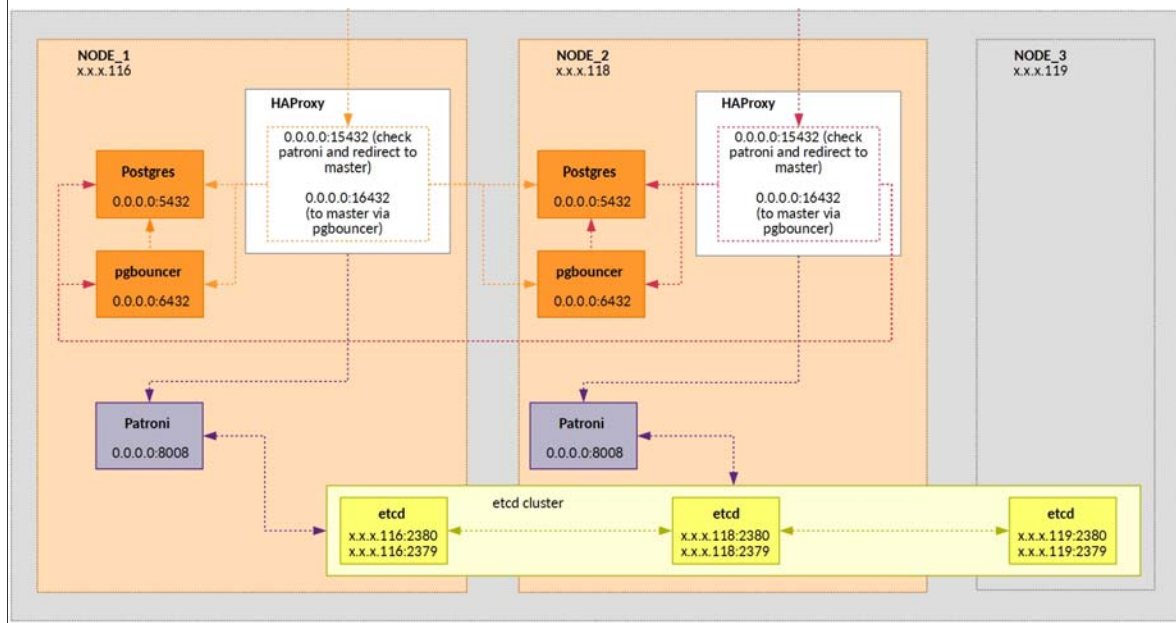 NODE_1
x.x.x.116
HAProxy
0.0.0.0:15432 (check
patroni and redirect to
master)
0.0.0.0:16432
(to master via
pgbouncer)
Postgres
0.0.0.0:5432
pgbouncer
0.0.0.0:6432
Patroni
0.0.0.0:8008
NODE_2
x.x.x.118
HAProxy
0.0.0.0:15432 (check
patroni and redirect to
master)
0.0.0.0:16432
(to master via
pgbouncer)
Postgres
0.0.0.0:5432
pgbouncer
0.0.0.0:6432
Patroni
0.0.0.0:8008
NODE_3
x.x.x.119
etcd cluster
etcd
x.x.x.116:2380
x.x.x.116:2379
etcd
x.x.x.118:2380
x.x.x.118:2379
etcd
x.x.x.119:2380
x.x.x.119:2379